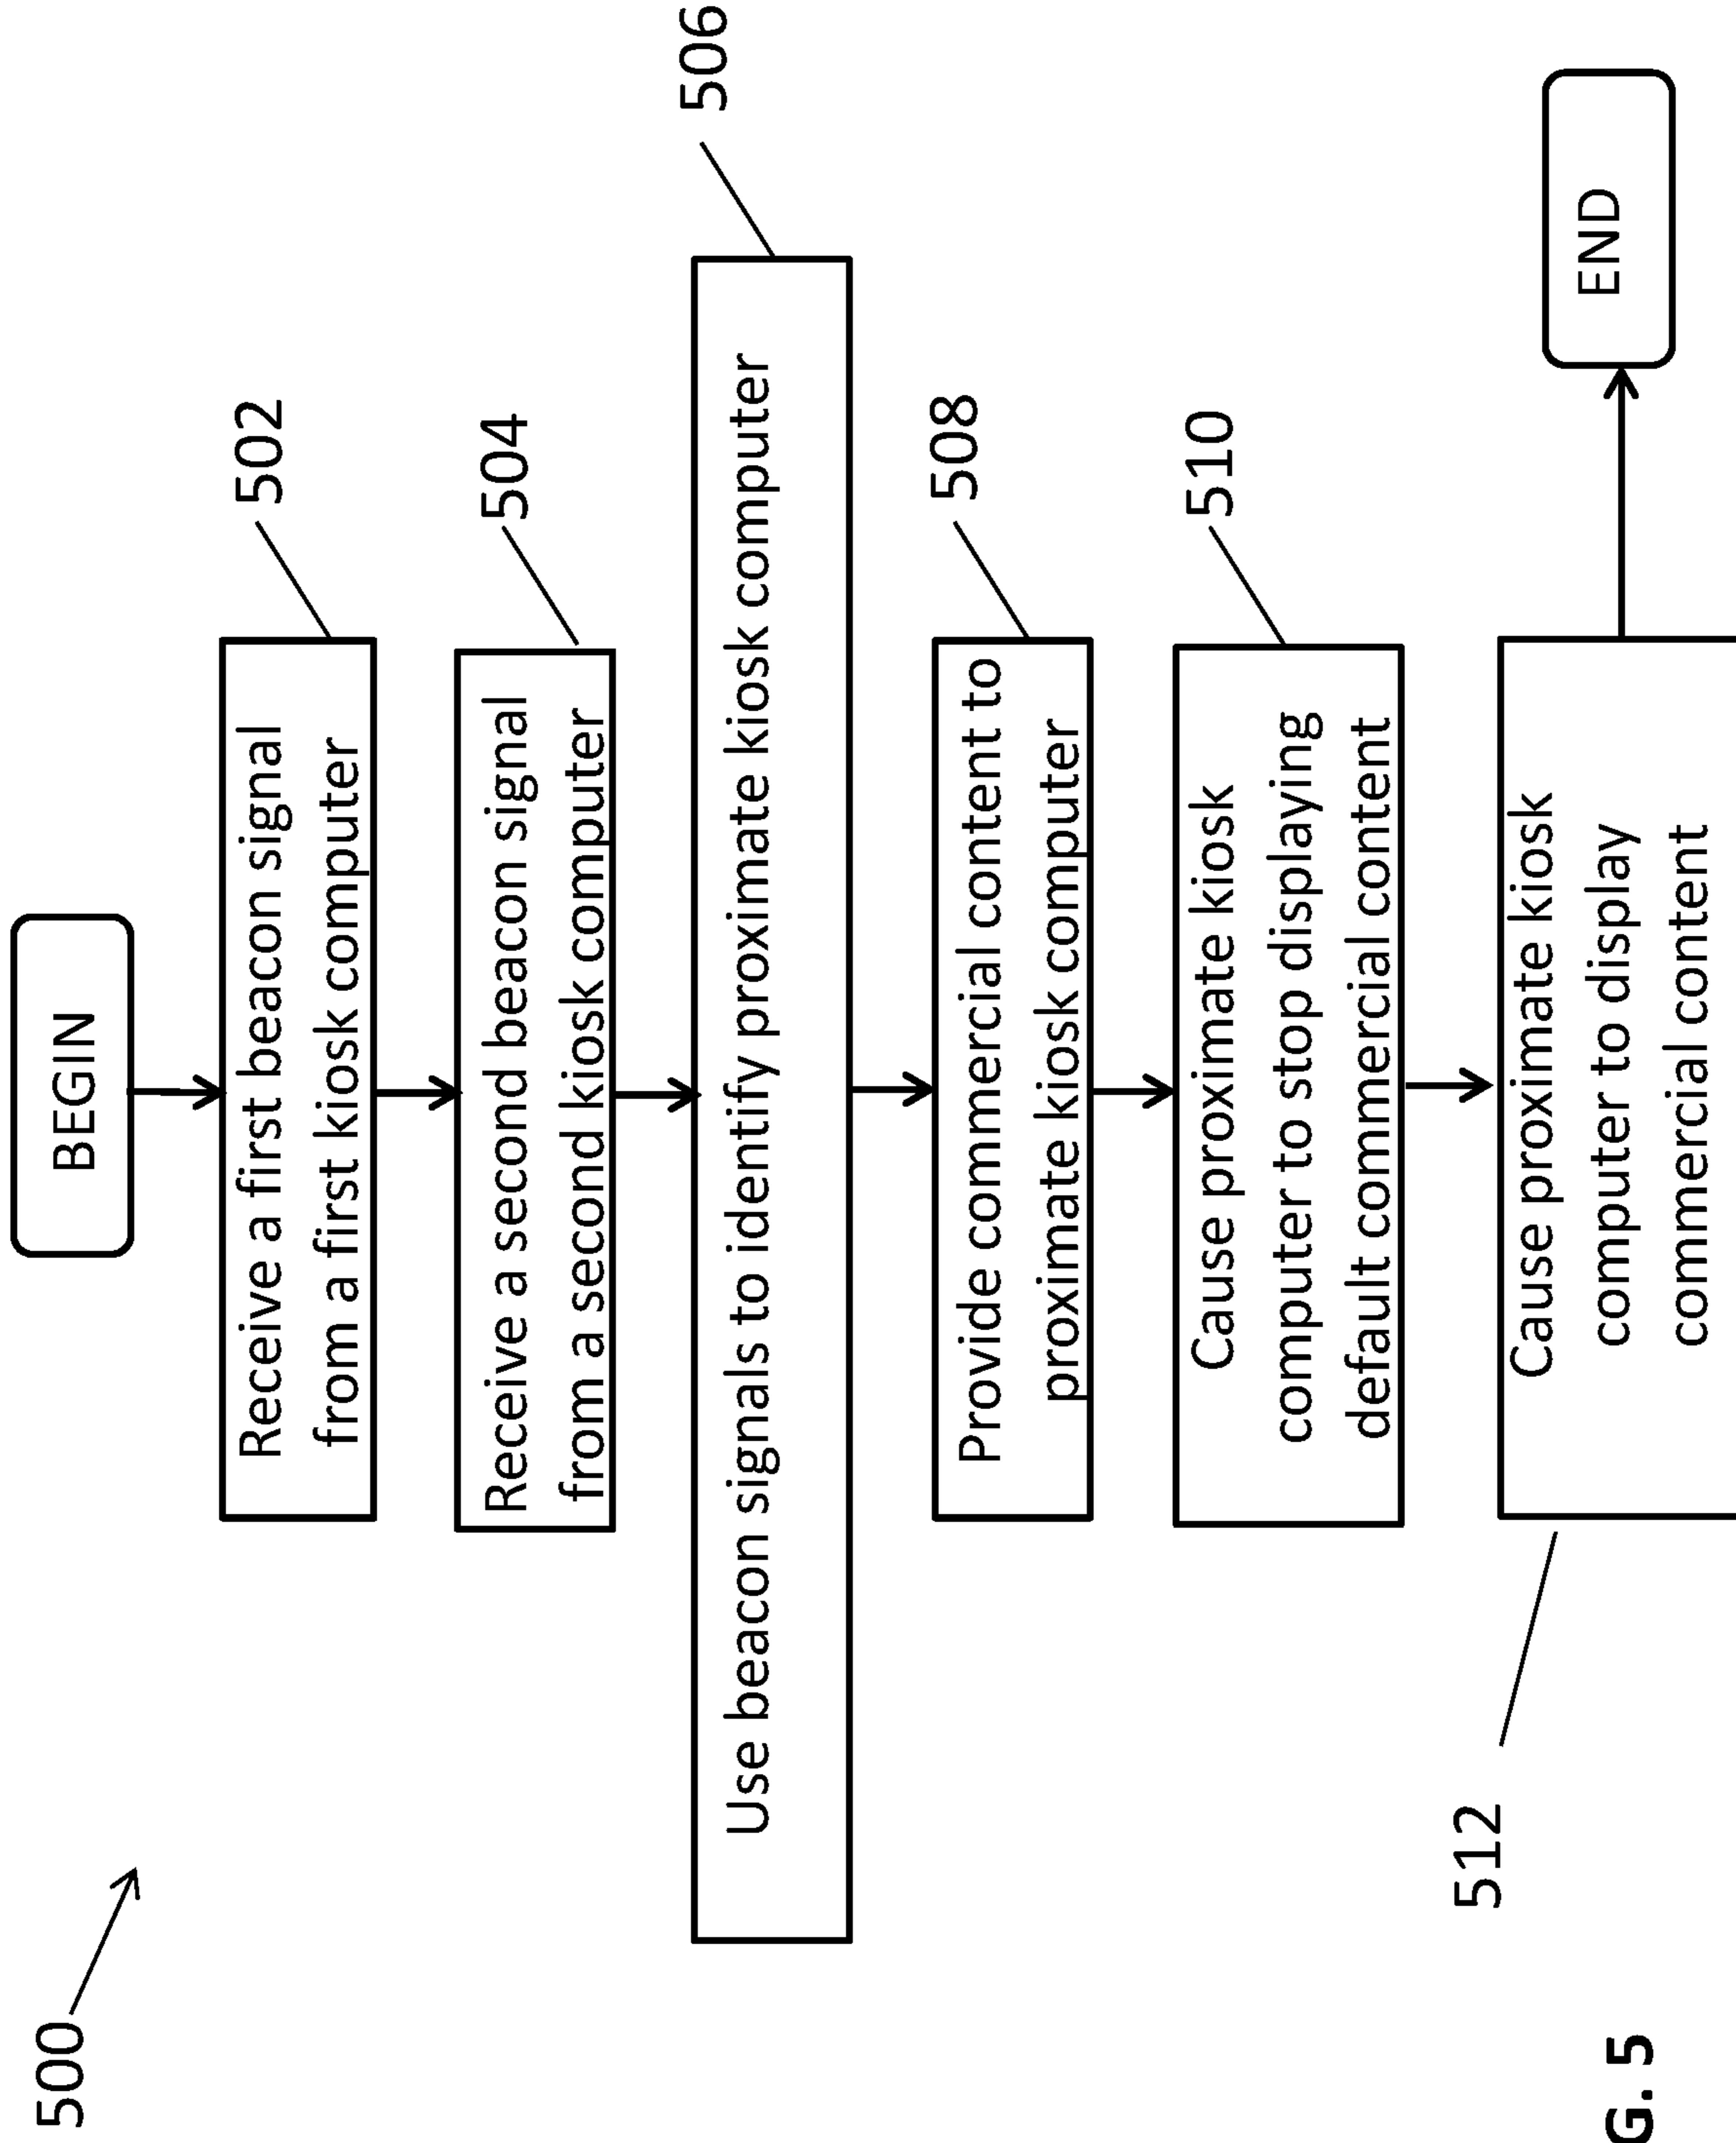 500
BEGIN
Receive a first beacon signal
from a first kiosk computer
502
Receive a second beacon signal
from a second kiosk computer
504
Use beacon signals to identify proximate kiosk computer
506
Provide commercial content to
proximate kiosk computer
508
Cause proximate kiosk
computer to stop displaying
default commercial content
510
Cause proximate kiosk
computer to display
commercial content
512
END
G. 5